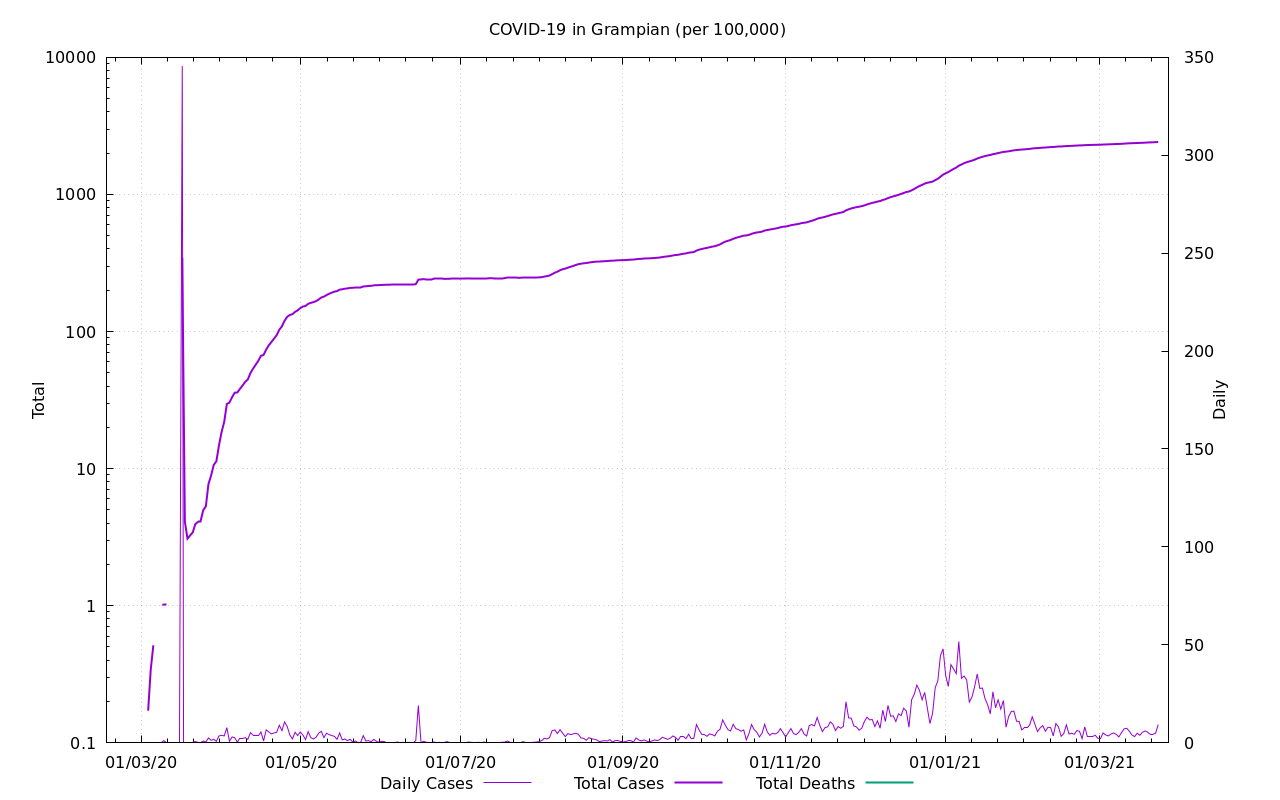 COVID-19 in Grampian (per 100,000)
10000
1000
100
10
1
0.1
Total
350
300
250
200
150
100
50
0
Daily
01/03/20 01/05/20 01/07/20 01/09/20 01/11/20 01/01/21 01/03/21
Daily Cases Total Cases Total Deaths